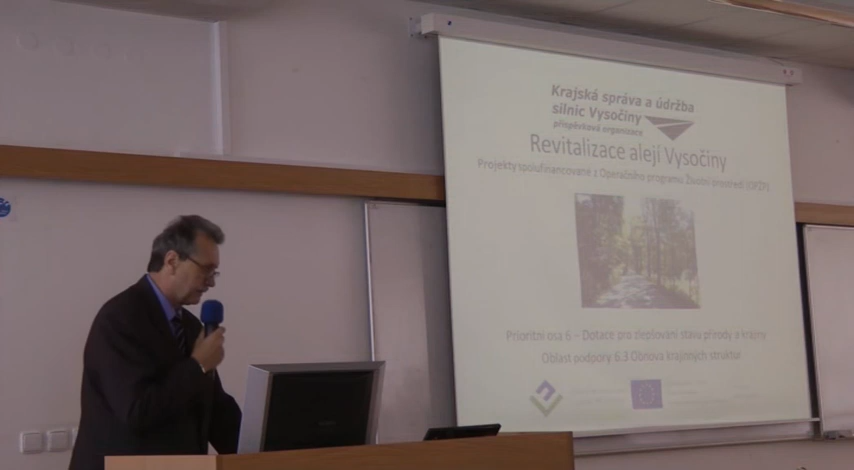 Krajská správa a údržba
silnic Vysočiny
příspěvková organizace
Revitalizace alejí Vysočiny
Projekty spolufinancované z Operačního programu Životní prostředí (OPŽP)
Prioritní osa 6 – Dotace pro zlepšování stavu přírody a krajiny
Oblast podpory 6.3 Obnova krajinných struktur